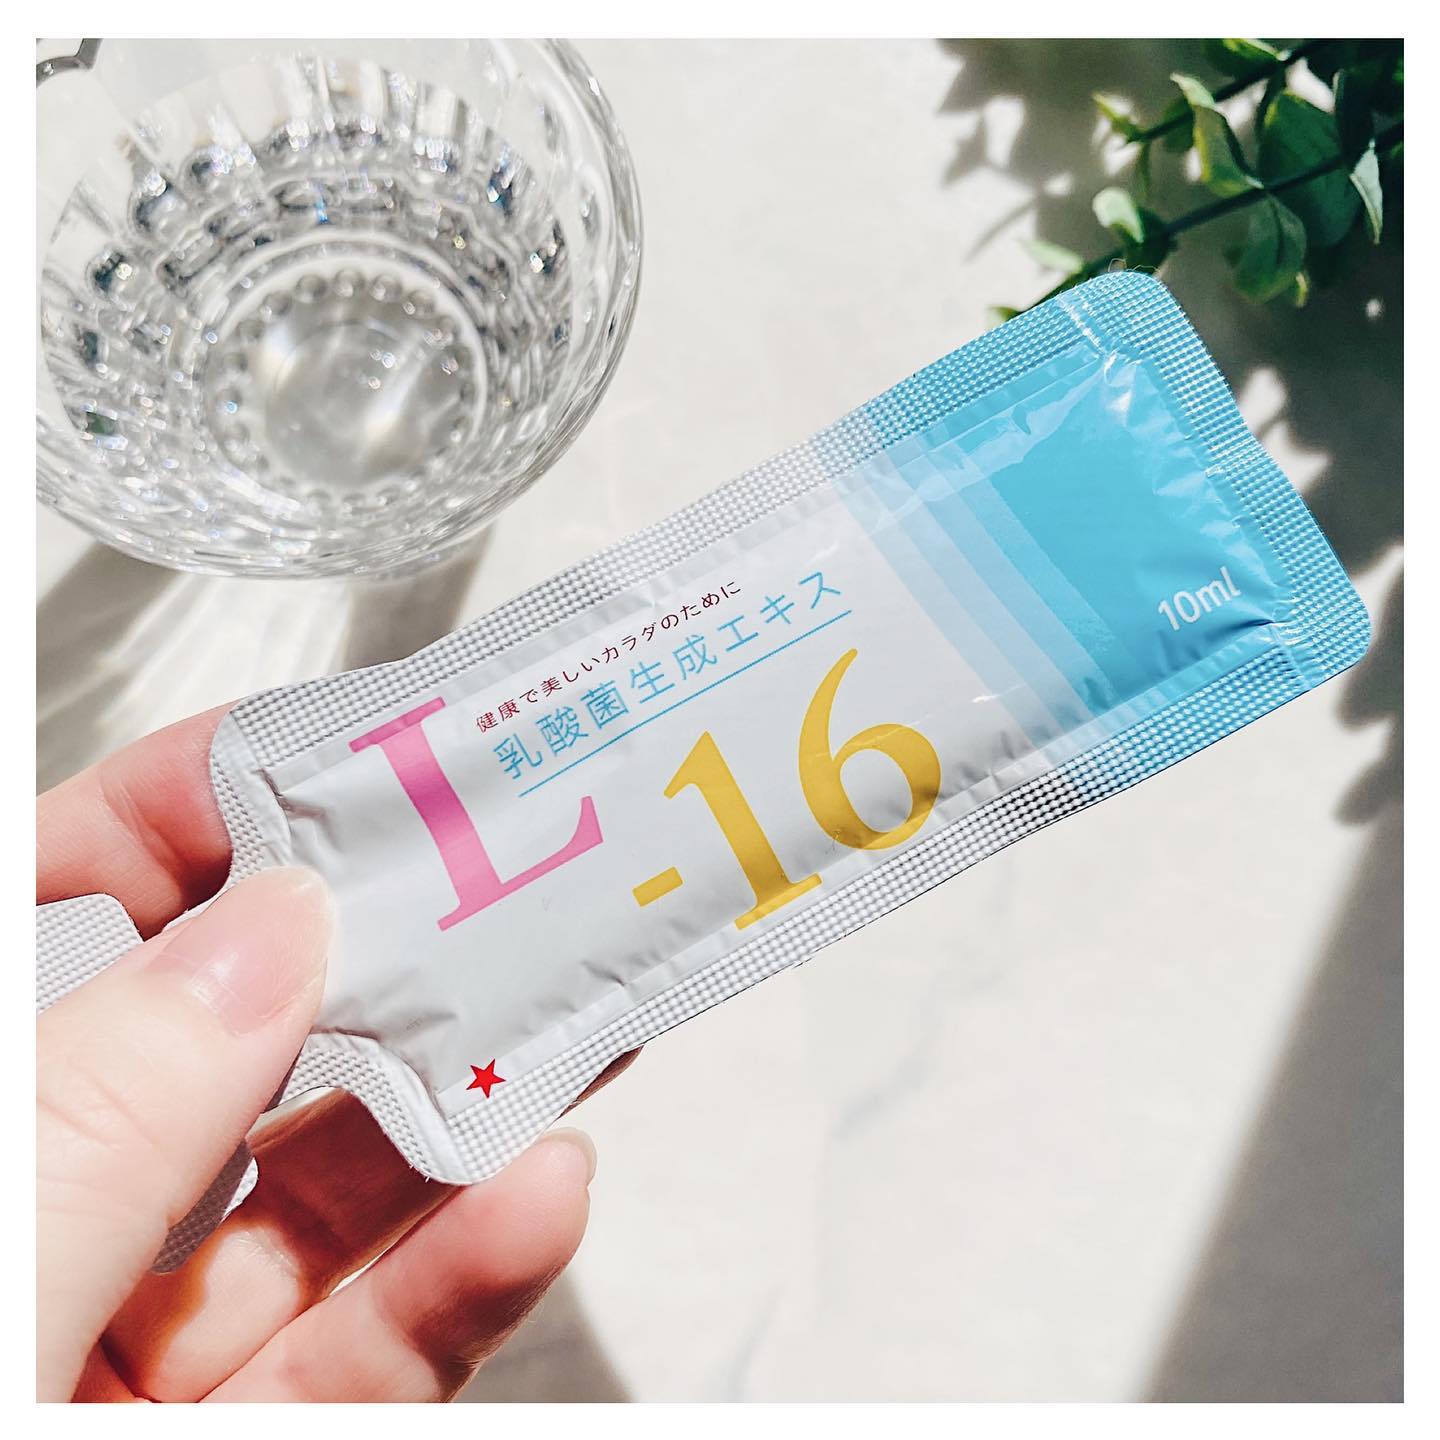 健康で美しいカラダのために
乳酸菌生成エキス
L-16
10ml